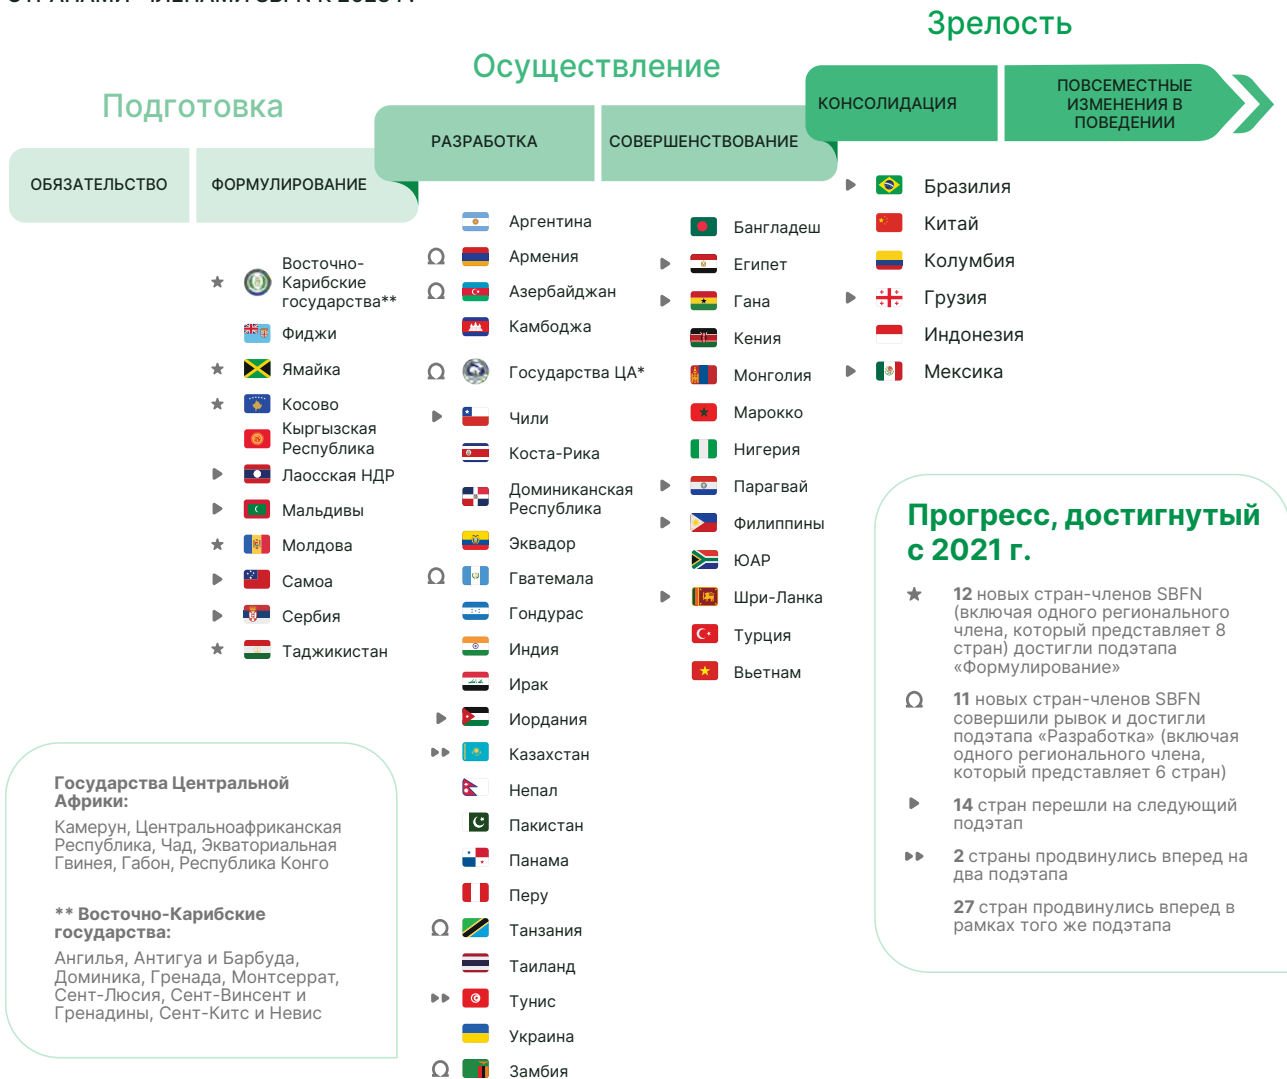 Зрелость
Осуществление
Подготовка
ОБЯЗАТЕЛЬСТВО
ФОРМУЛИРОВАНИЕ
РАЗРАБОТКА
СОВЕРШЕНСТВОВАНИЕ
КОНСОЛИДАЦИЯ
ПОВСЕМЕСТНЫЕ
ИЗМЕНЕНИЯ В
ПОВЕДЕНИИ
Восточно-
Карибские
государства**
Фиджи
Ямайка
Косово
Кыргызская
Республика
Лаосская НДР
Мальдивы
Молдова
Самоа
Сербия
Таджикистан
Аргентина
Армения
Азербайджан
Камбоджа
Государства ЦА*
Чили
Коста-Рика
Доминиканская
Республика
Эквадор
Гватемала
Гондурас
Индия
Ирак
Иордания
Казахстан
Непал
Пакистан
Панама
Перу
Танзания
Таиланд
Тунис
Украина
Замбия
Бангладеш
Египет
Гана
Кения
Монголия
Марокко
Нигерия
Парагвай
Филиппины
ЮАР
Шри-Ланка
Турция
Вьетнам
Бразилия
Китай
Колумбия
Грузия
Индонезия
Мексика
Прогресс, достигнутый
с 2021 г.
12 новых стран-членов SBFN
(включая одного регионального
члена, который представляет 8
стран) достигли подэтапа
«Формулирование»
11 новых стран-членов SBFN
совершили рывок и достигли
подэтапа «Разработка» (включая
одного регионального члена,
который представляет 6 стран)
14 стран перешли на следующий
подэтап
2 страны продвинулись вперед на
два подэтапа
27 стран продвинулись вперед в
рамках того же подэтапа
Государства Центральной
Африки:
Камерун, Центральноафриканская
Республика, Чад, Экваториальная
Гвинея, Габон, Республика Конго
** Восточно-Карибские
государства:
Ангилья, Антигуа и Барбуда,
Доминика, Гренада, Монтсеррат,
Сент-Люсия, Сент-Винсент и
Гренадины, Сент-Китс и Невис